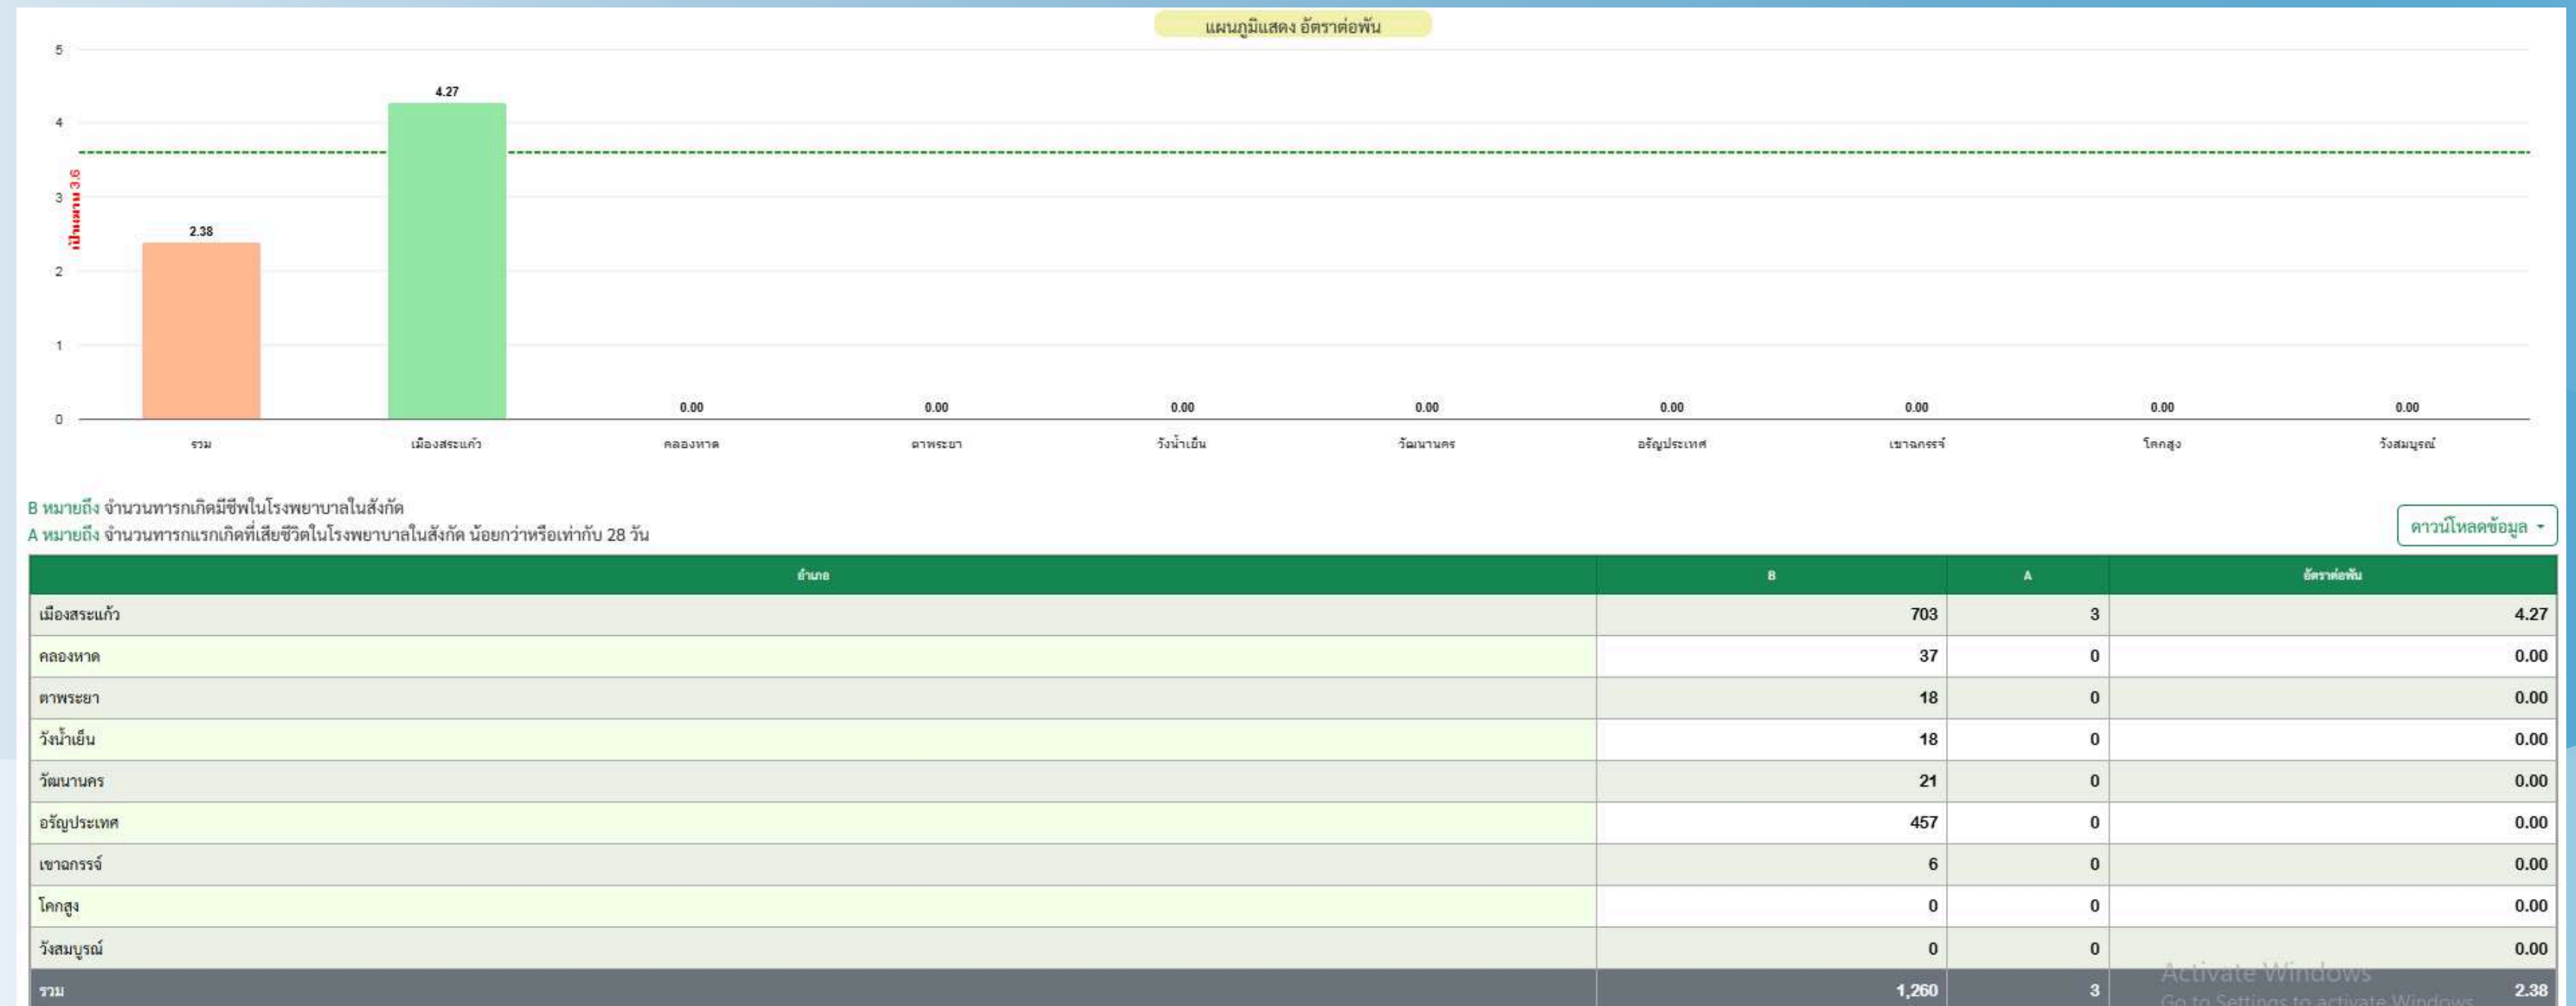 แผนภูมิแสดง อัตราต่อพัน
5
4
3
2
1
0
เป้าหมาย 3.6
2.38
4.27
0.00
0.00
0.00
0.00
0.00
0.00
0.00
0.00
รวม
เมืองสระแก้ว
คลองหาด
ตาพระยา
วังน้ำเย็น
วัฒนานคร
อรัญประเทศ
เขาฉกรรจ์
โคกสูง
วังสมบูรณ์
B หมายถึง จำนวนทารกเกิดมีชีพในโรงพยาบาลในสังกัด
A หมายถึง จำนวนทารกแรกเกิดที่เสียชีวิตในโรงพยาบาลในสังกัด น้อยกว่าหรือเท่ากับ 28 วัน
ดาวน์โหลดข้อมูล
อำเภอ B A อัตราต่อพัน
เมืองสระแก้ว 703 3 4.27
คลองหาด 37 0 0.00
ตาพระยา 18 0 0.00
วังน้ำเย็น 18 0 0.00
วัฒนานคร 21 0 0.00
อรัญประเทศ 457 0 0.00
เขาฉกรรจ์ 6 0 0.00
โคกสูง 0 0 0.00
วังสมบูรณ์ 0 0 0.00
รวม 1,260 3 2.38
Activate Windows
Go to Settings to activate Windows